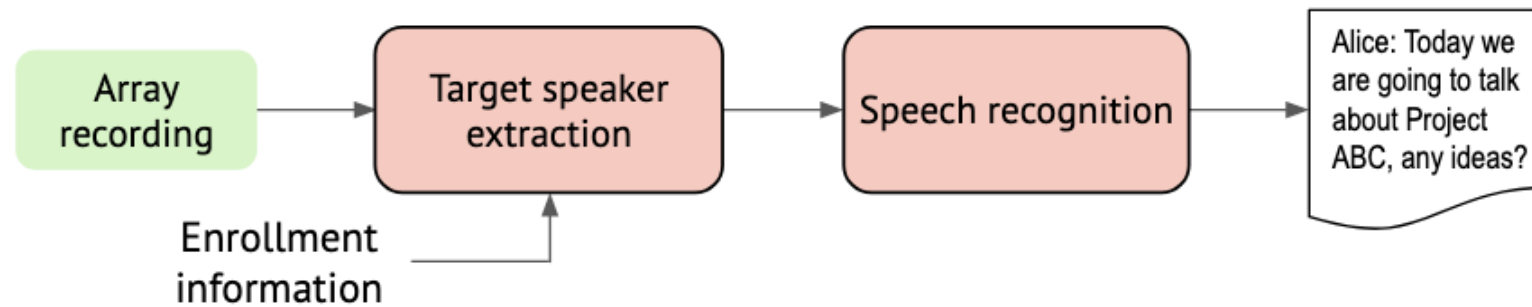 Array
recording
Target speaker
extraction
Speech recognition
Alice: Today we
are going to talk
about Project
ABC, any ideas?
Enrollment
information